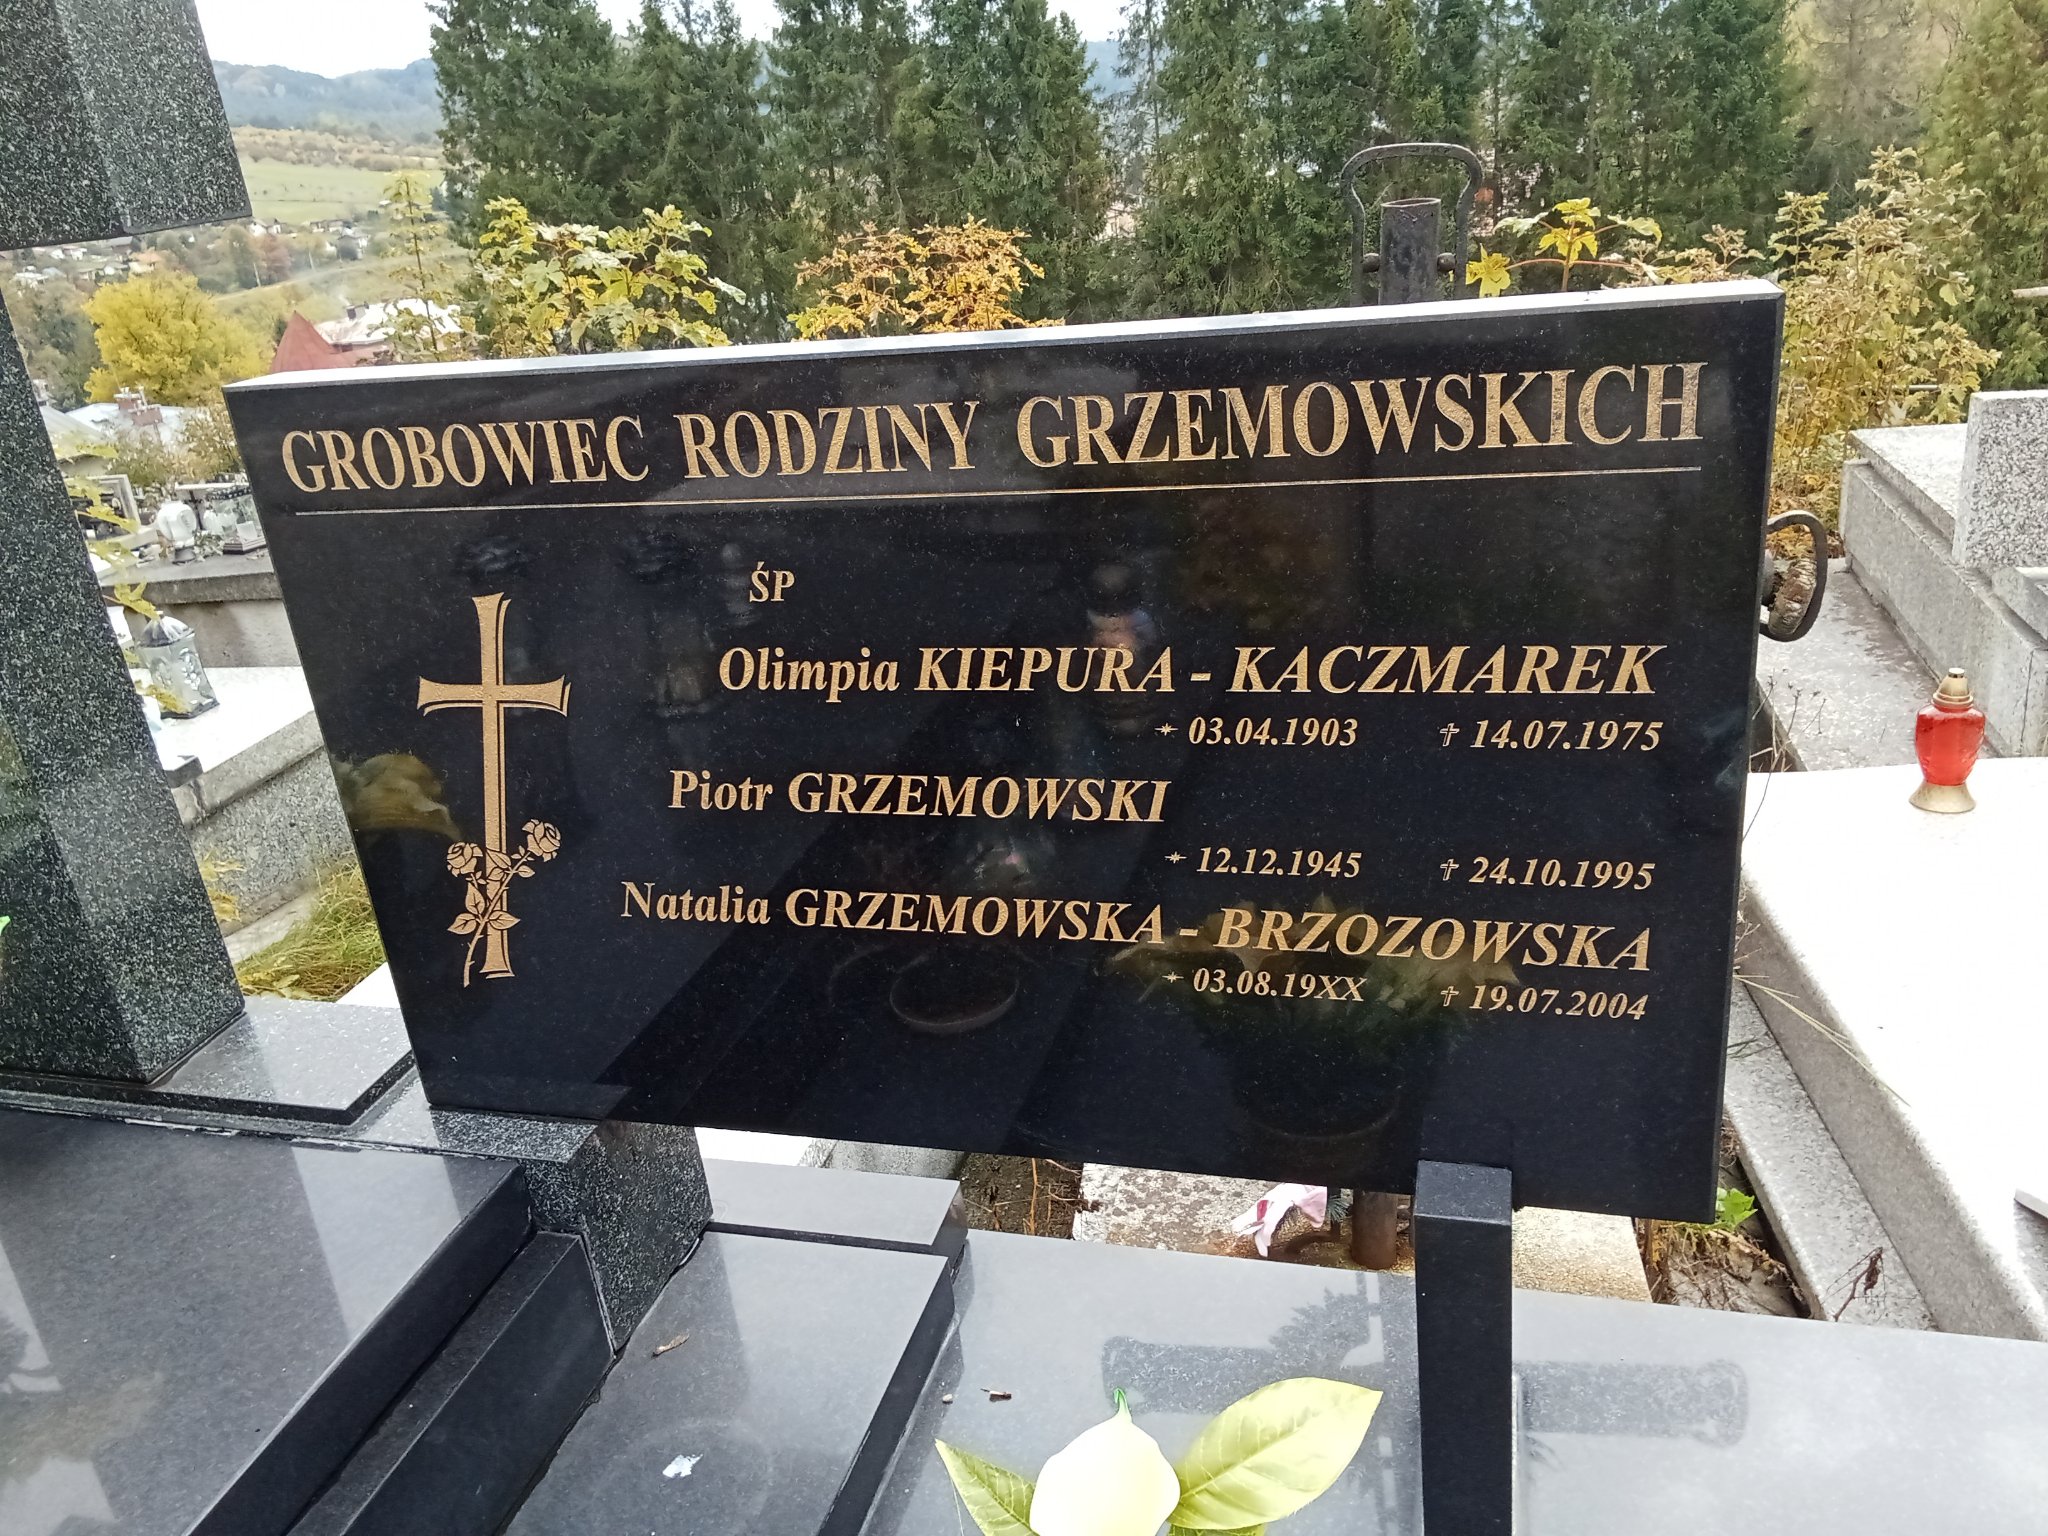 GROBOWIEC RODZINY GRZEMOWSKICH
ŚP
Olimpia KIEPURA - KACZMAREK
03.04.1903 14.07.1975
Piotr GRZEMOWSKI
12.12.1945 24.10.1995
Natalia GRZEMOWSKA - BRZOZOWSKA
03.08.19XX 19.07.2004